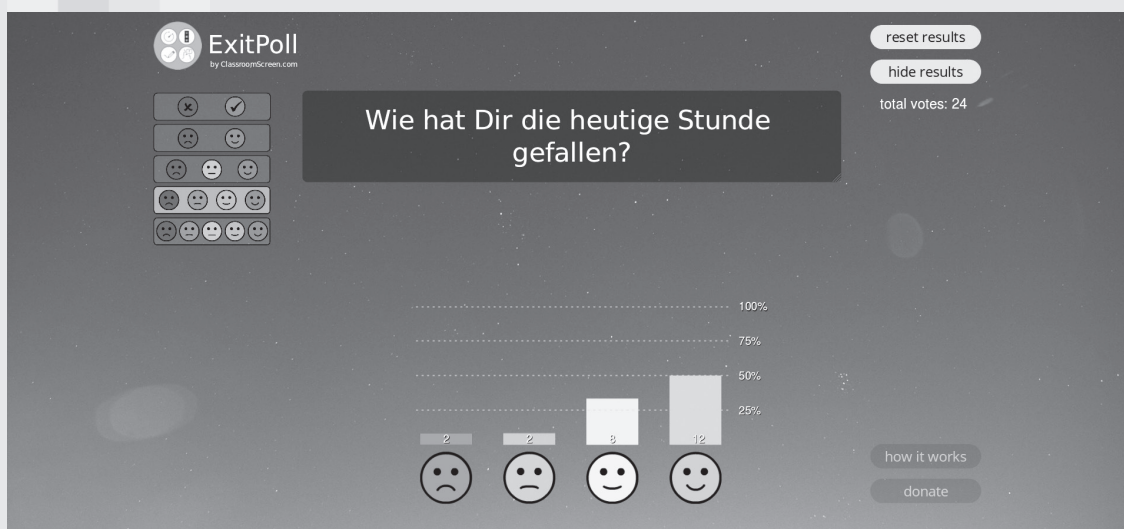 ExitPoll
by ClassroomScreen.com
reset results
hide results
total votes: 24
Wie hat Dir die heutige Stunde
gefallen?
100%
75%
50%
25%
2 2 8 12
how it works
donate